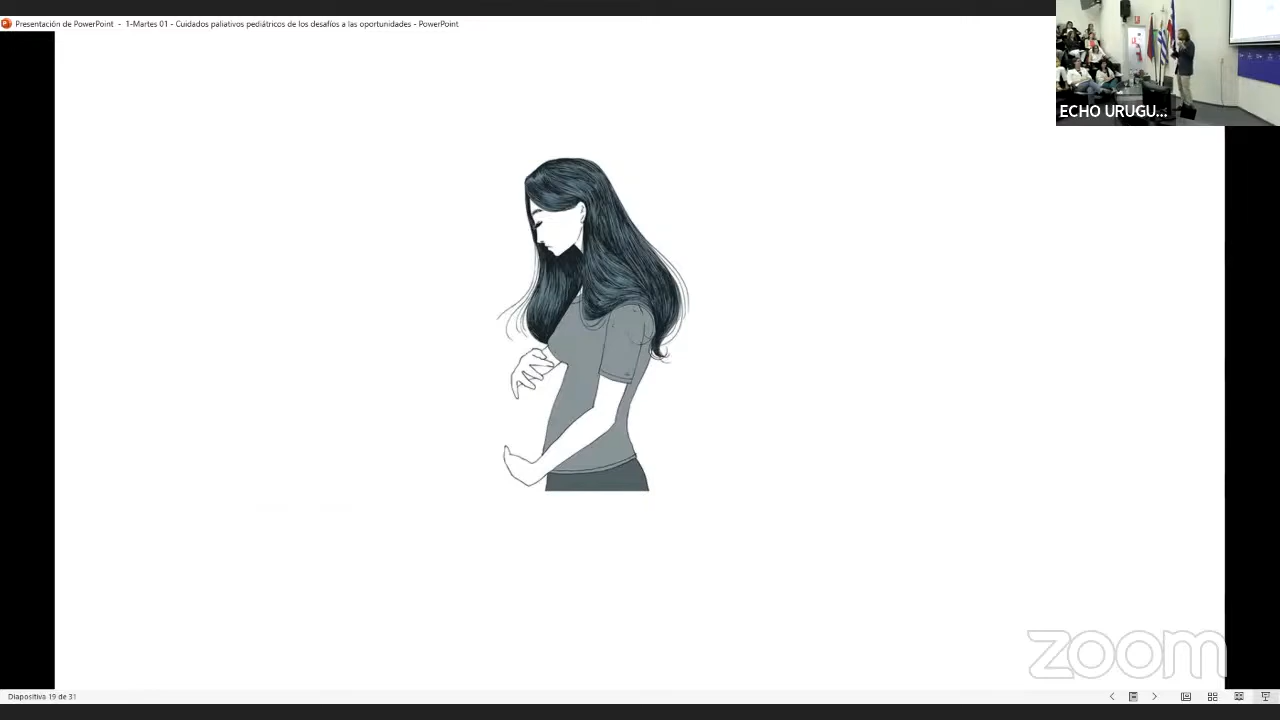 Presentación de PowerPoint - 1-Martes 01 - Cuidados paliativos pediátricos de los desafíos a las oportunidades - PowerPoint
ECHO URUGU...
zoom
Diapositiva 19 de 31